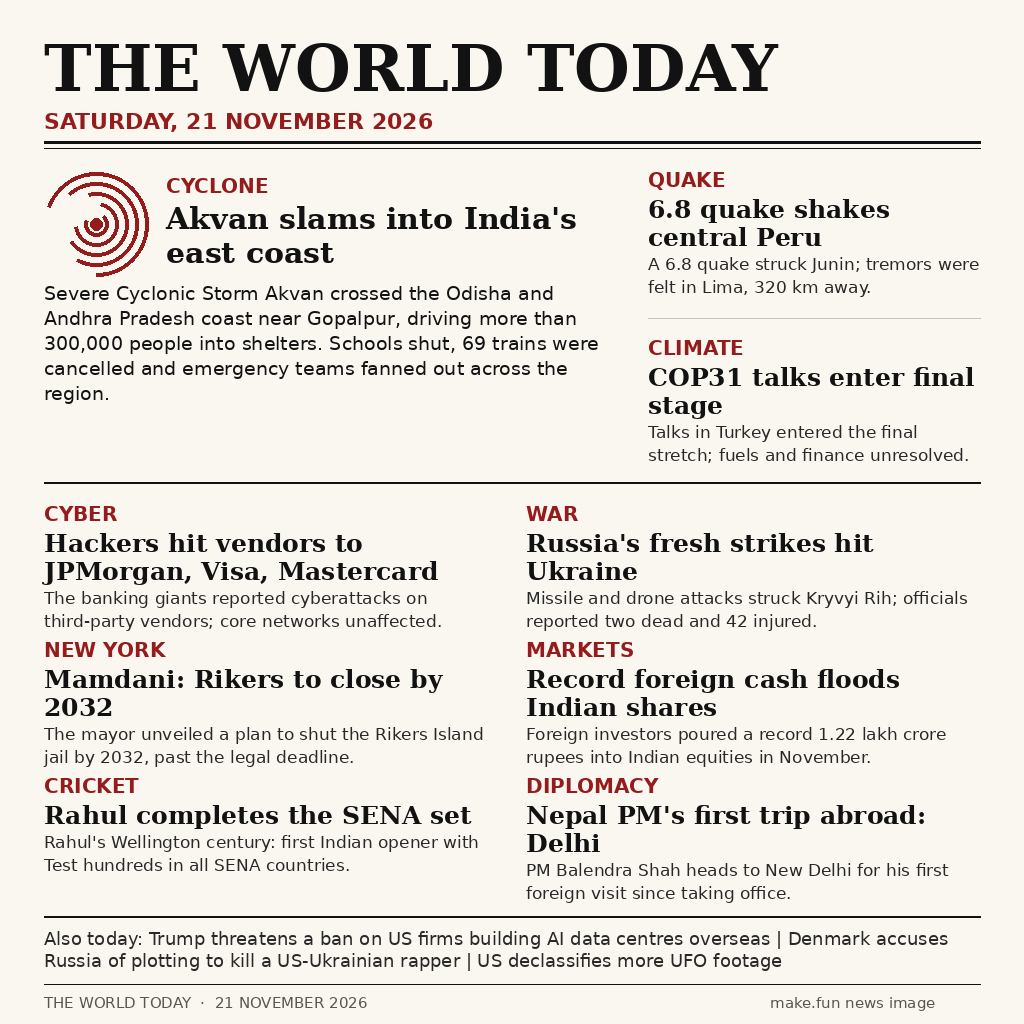 THE WORLD TODAY
SATURDAY, 21 NOVEMBER 2026
CYCLONE
Akvan slams into India's
east coast
Severe Cyclonic Storm Akvan crossed the Odisha and
Andhra Pradesh coast near Gopalpur, driving more than
300,000 people into shelters. Schools shut, 69 trains were
cancelled and emergency teams fanned out across the
region.
QUAKE
6.8 quake shakes
central Peru
A 6.8 quake struck Junin; tremors were
felt in Lima, 320 km away.
CLIMATE
COP31 talks enter final
stage
Talks in Turkey entered the final
stretch; fuels and finance unresolved.
CYBER
Hackers hit vendors to
JPMorgan, Visa, Mastercard
The banking giants reported cyberattacks on
third-party vendors; core networks unaffected.
NEW YORK
Mamdani: Rikers to close by
2032
The mayor unveiled a plan to shut the Rikers Island
jail by 2032, past the legal deadline.
CRICKET
Rahul completes the SENA set
Rahul's Wellington century: first Indian opener with
Test hundreds in all SENA countries.
WAR
Russia's fresh strikes hit
Ukraine
Missile and drone attacks struck Kryvyi Rih; officials
reported two dead and 42 injured.
MARKETS
Record foreign cash floods
Indian shares
Foreign investors poured a record 1.22 lakh crore
rupees into Indian equities in November.
DIPLOMACY
Nepal PM's first trip abroad:
Delhi
PM Balendra Shah heads to New Delhi for his first
foreign visit since taking office.
Also today: Trump threatens a ban on US firms building AI data centres overseas | Denmark accuses
Russia of plotting to kill a US-Ukrainian rapper | US declassifies more UFO footage
THE WORLD TODAY · 21 NOVEMBER 2026
make.fun news image